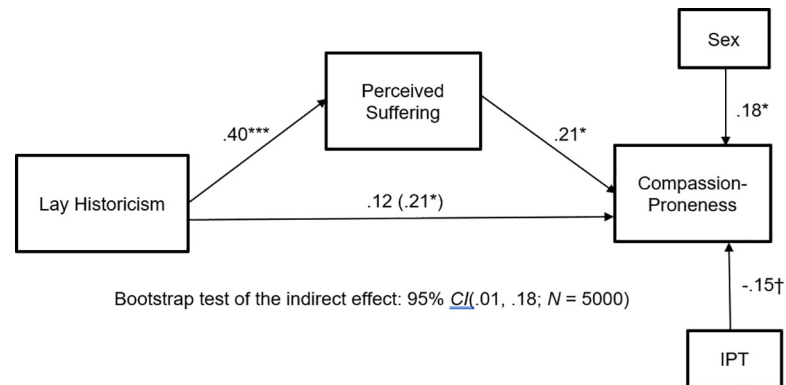 Sex
Perceived
Suffering
.18*
.40***
.21*
Lay Historicism
Compassion-
Proneness
.12 (.21*)
Bootstrap test of the indirect effect: 95% CI(.01, .18; N = 5000)
-.15†
IPT